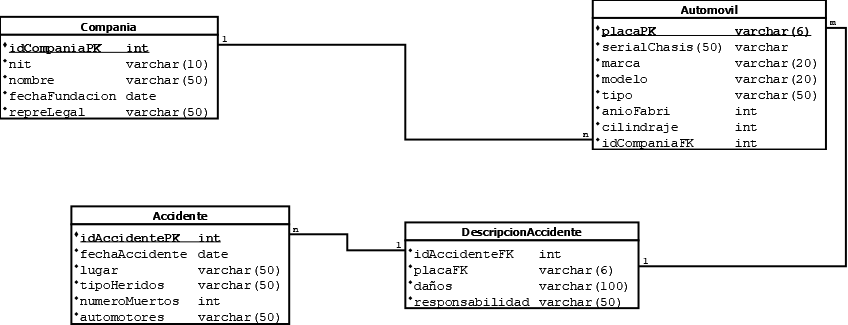 Compania
idCompaniaPK int
nit varchar(10)
nombre varchar(50)
fechaFundacion date
repreLegal varchar(50)
1
Automovil
placaPK varchar(6)
serialChasis(50) varchar
marca varchar(20)
modelo varchar(20)
tipo varchar(50)
anioFabri int
cilindraje int
idCompaniaFK int
m
n
Accidente
idAccidentePK int
fechaAccidente date
lugar varchar(50)
tipoHeridos varchar(50)
numeroMuertos int
automotores varchar(50)
n
1
DescripcionAccidente
idAccidenteFK int
placaFK varchar(6)
daños varchar(100)
responsabilidad varchar(50)
1